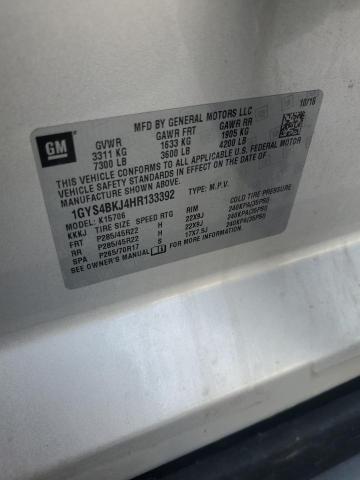 MFD BY GENERAL MOTORS LLC
10/16
GM
GVWR GAWR FRT GAWR RR
3311 KG 1633 KG 1905 KG
7300 LB 3600 LB 4200 LB
THIS VEHICLE CONFORMS TO ALL APPLICABLE U.S. FEDERAL MOTOR
VEHICLE SAFETY STANDARDS IN EFFECT ON THE DATE OF
MANUFACTURE SHOWN ABOVE.
1GYS4BKJ4HR133392 TYPE: M.P.V.
MODEL: K15706
KKKJ TIRE SIZE SPEED RTG RIM COLD TIRE PRESSURE
FRT P285/45R22 H 22X9J 240KPA(35PSI)
RR P285/45R22 H 22X9J 240KPA(35PSI)
SPA P265/70R17 S 17X7.5J 240KPA(35PSI)
SEE OWNER'S MANUAL FOR ADDITIONAL INFORMATION.